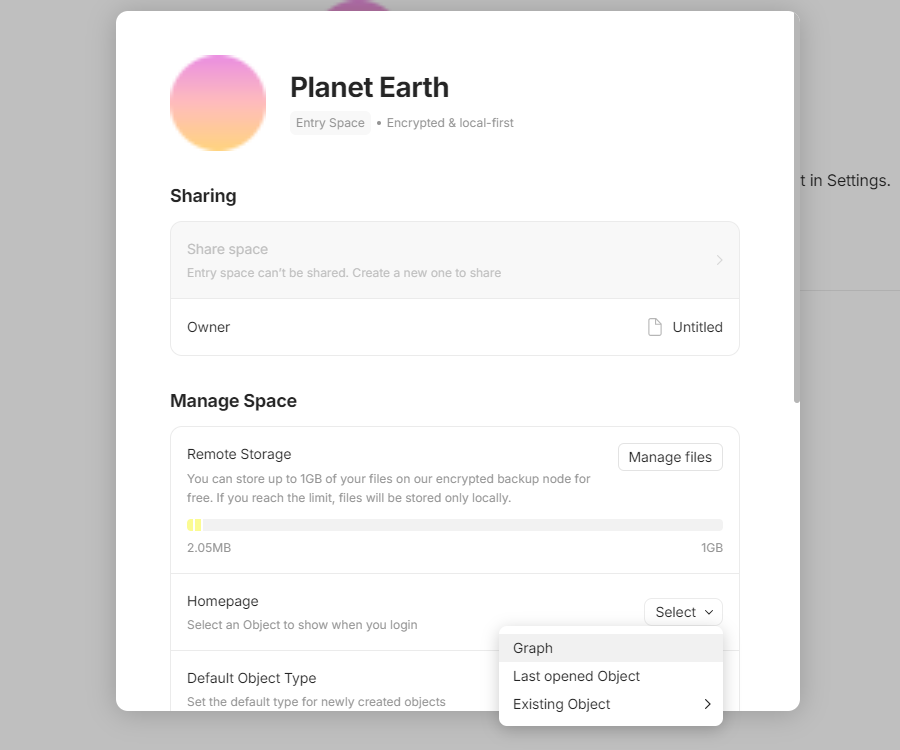 Planet Earth
Entry Space • Encrypted & local-first
t in Settings.
Sharing
Share space
Entry space can't be shared. Create a new one to share
Owner
Untitled
Manage Space
Remote Storage
Manage files
You can store up to 1GB of your files on our encrypted backup node for
free. If you reach the limit, files will be stored only locally.
2.05MB
1GB
Homepage
Select
Select an Object to show when you login
Graph
Last opened Object
Existing Object
Default Object Type
Set the default type for newly created objects